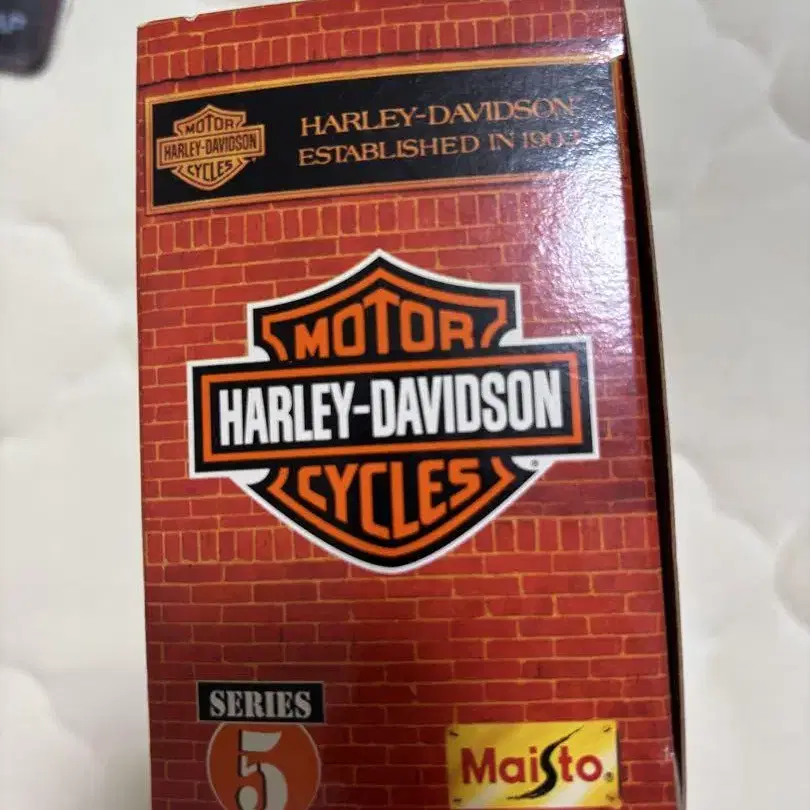 MOTOR
HARLEY-DAVIDSON
CYCLES
HARLEY-DAVIDSON
ESTABLISHED IN 1903
MOTOR
HARLEY-DAVIDSON
CYCLES
®
SERIES
5
Maisto®